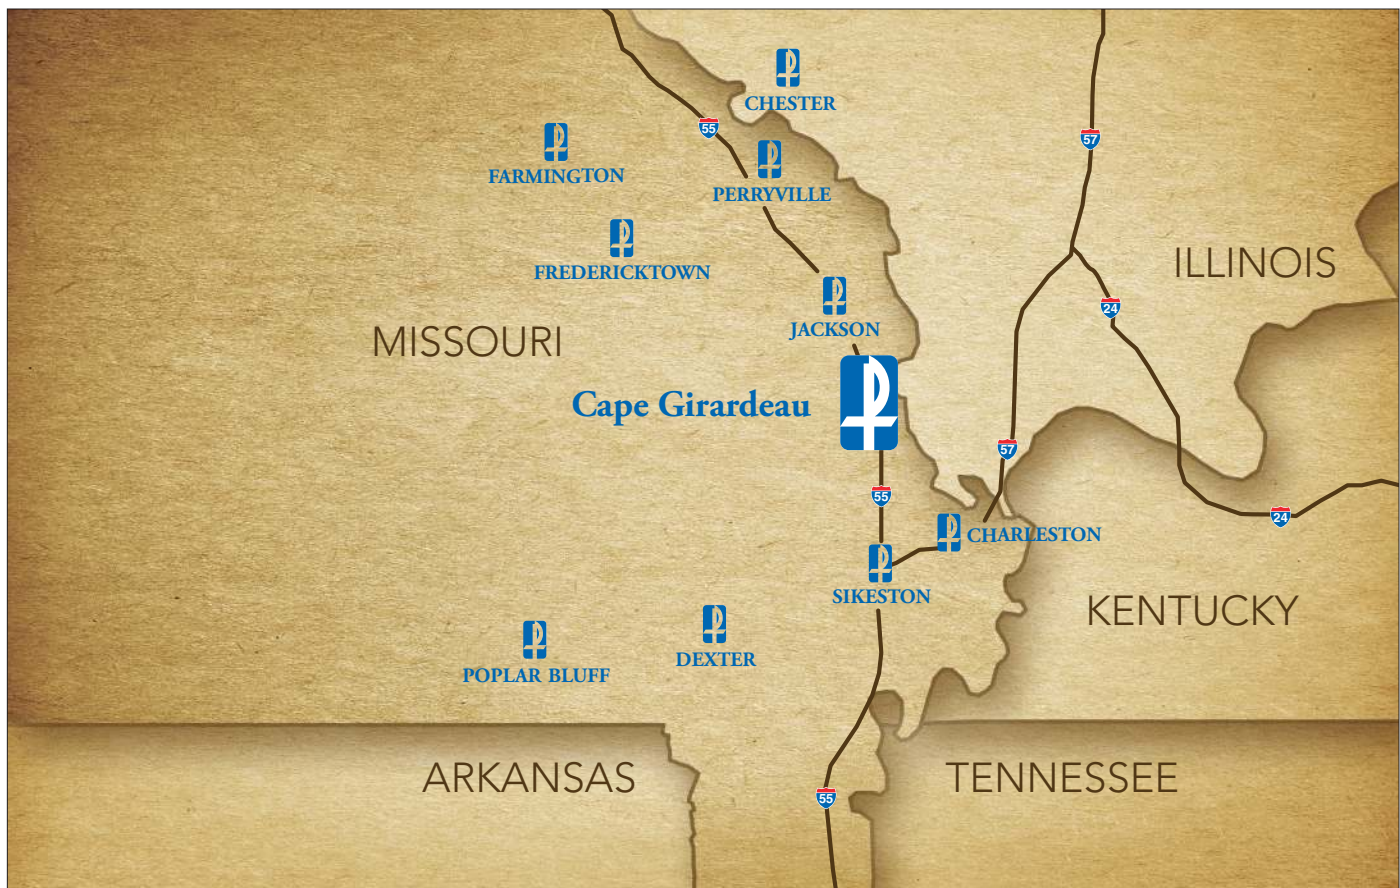 CHESTER
55
57
FARMINGTON
PERRYVILLE
FREDERICKTOWN
ILLINOIS
24
JACKSON
MISSOURI
Cape Girardeau
57
55
24
CHARLESTON
SIKESTON
KENTUCKY
DEXTER
POPLAR BLUFF
ARKANSAS
TENNESSEE
55